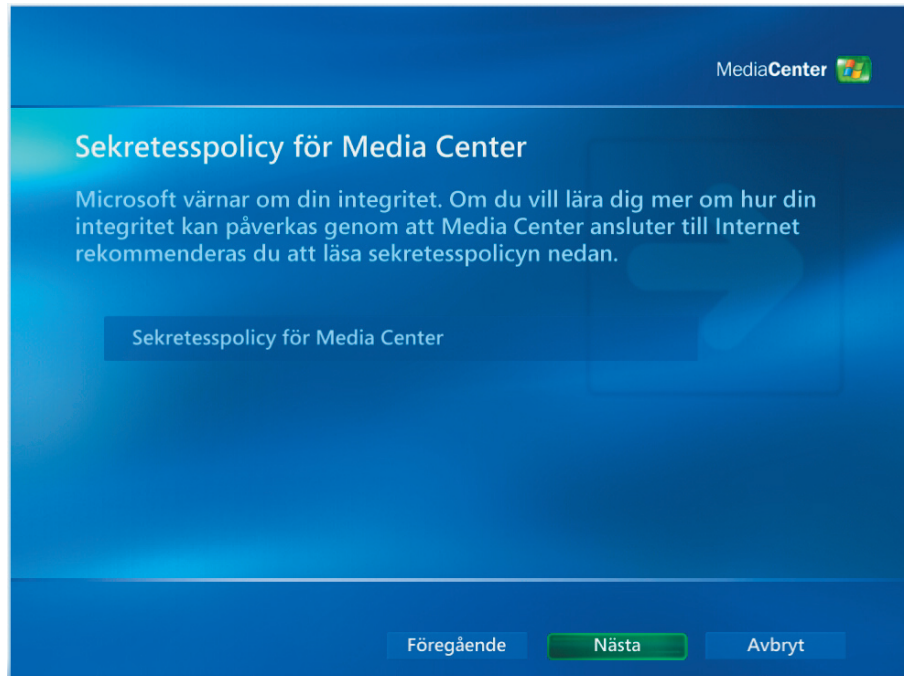 MediaCenter
Sekretesspolicy för Media Center
Microsoft värnar om din integritet. Om du vill lära dig mer om hur din
integritet kan påverkas genom att Media Center ansluter till Internet
rekommenderas du att läsa sekretesspolicyn nedan.
Sekretesspolicy för Media Center
Föregående Nästa Avbryt